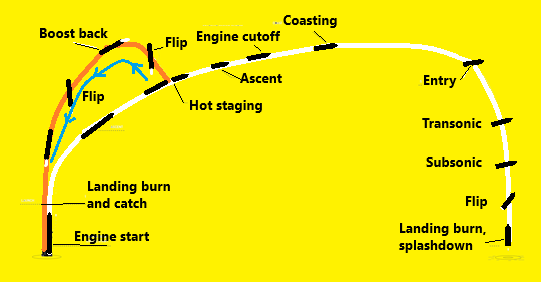 Coasting
Boost back
Flip
Engine cutoff
Ascent
Entry
Flip
Hot staging
Transonic
Subsonic
Landing burn
and catch
Flip
Engine start
Landing burn,
splashdown